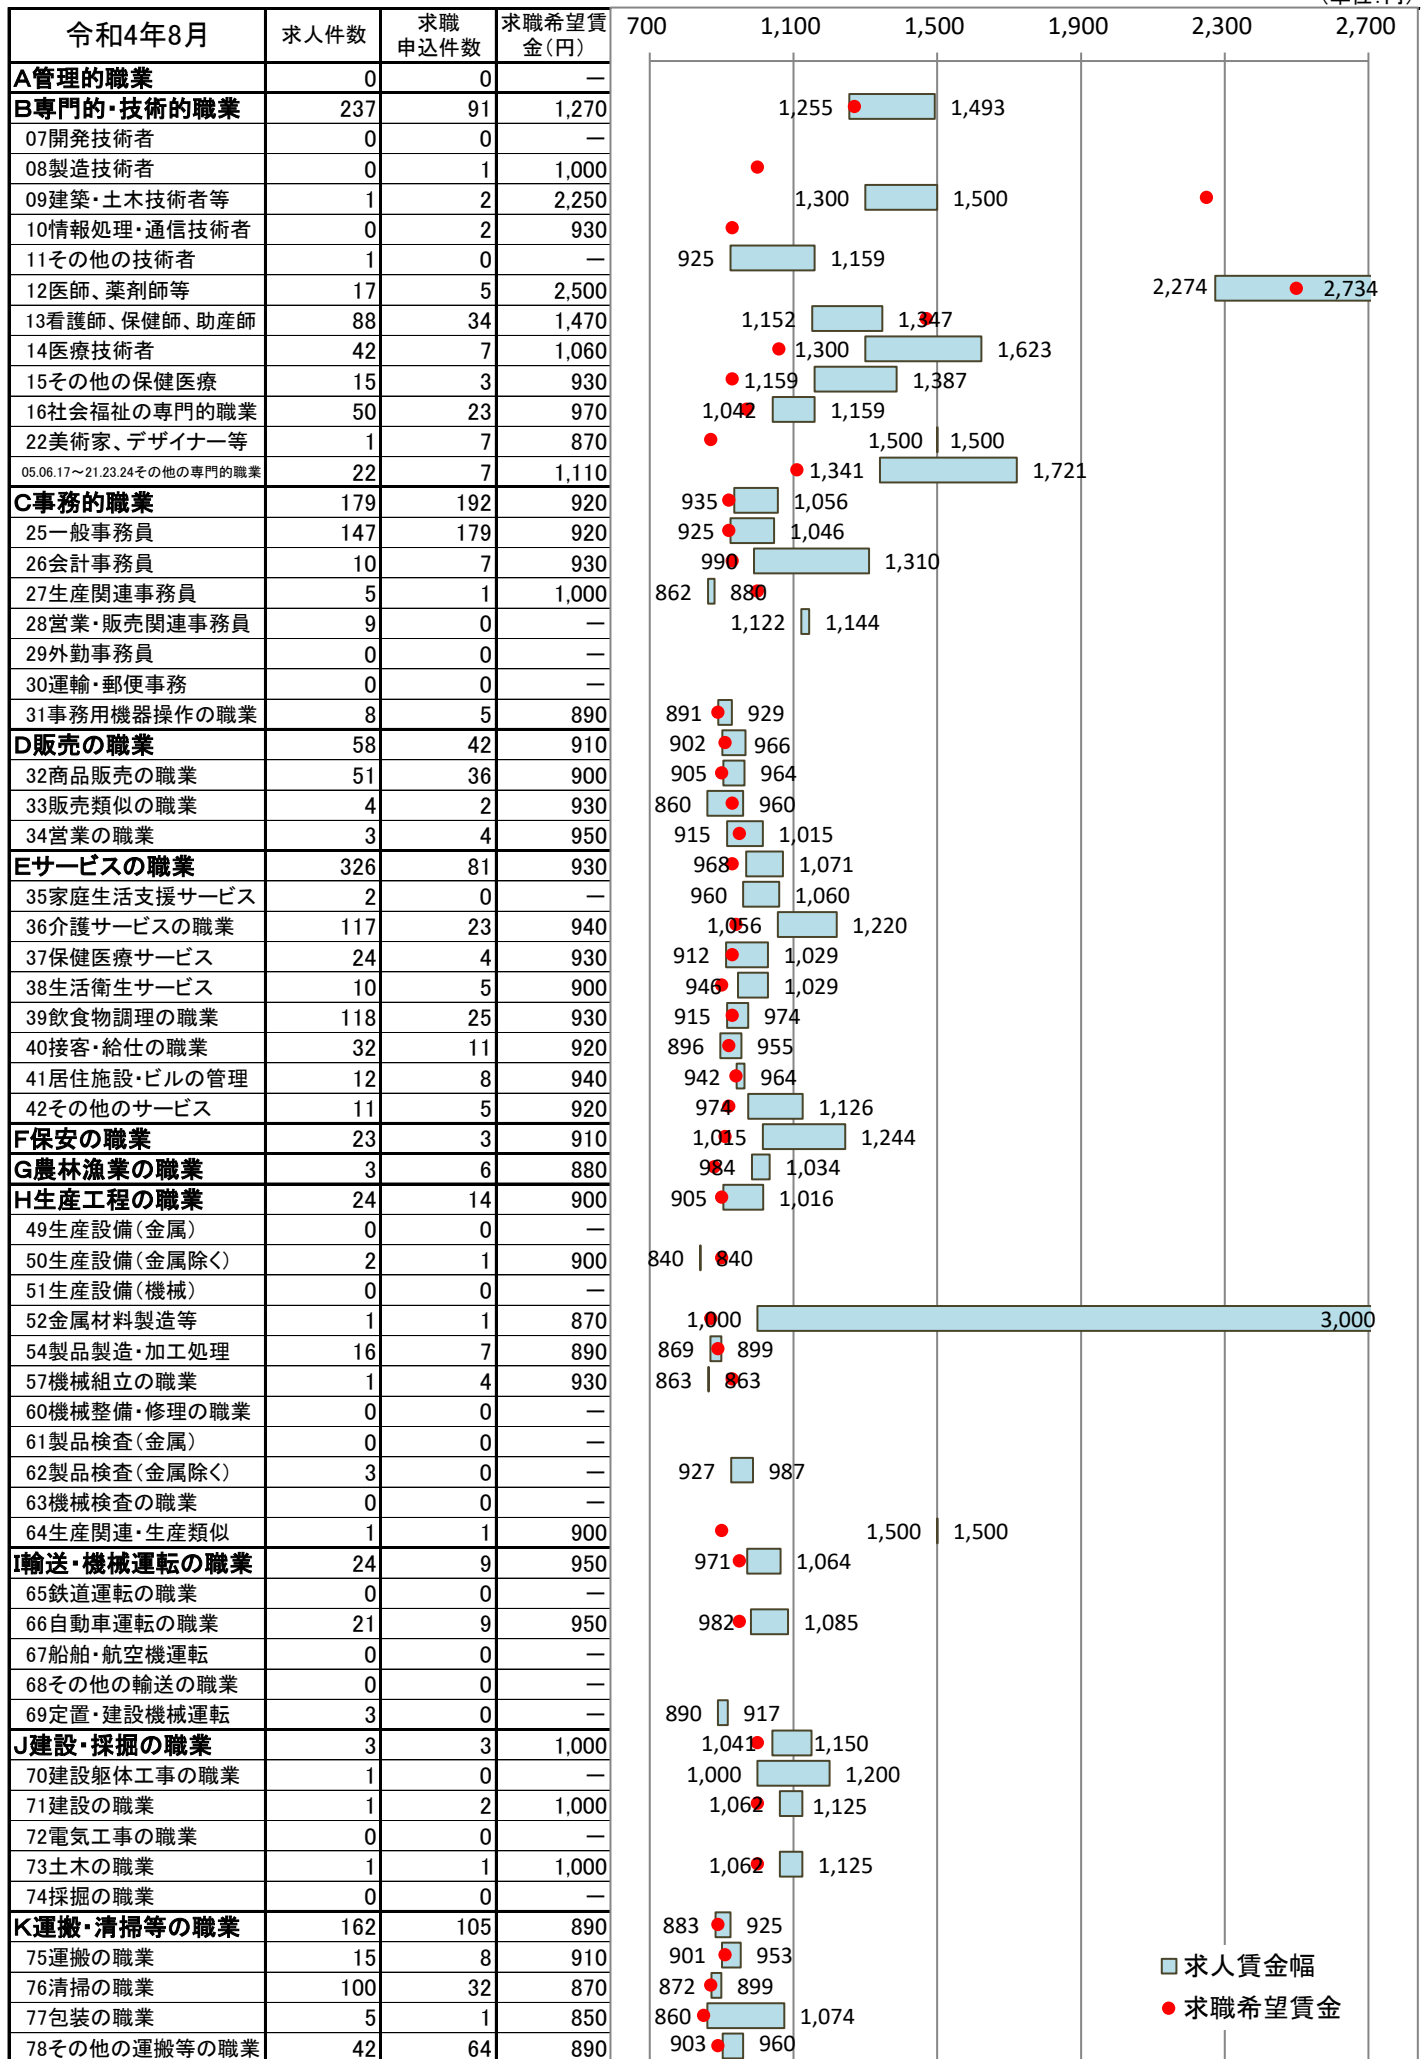 (単位:円)
令和4年8月 求人件数 求職申込件数 求職希望賃金(円) 700 1,100 1,500 1,900 2,300 2,700
A管理的職業 0 0 ―
B専門的・技術的職業 237 91 1,270 1,255 1,493
07開発技術者 0 0 ―
08製造技術者 0 1 1,000
09建築・土木技術者等 1 2 2,250 1,300 1,500
10情報処理・通信技術者 0 2 930
11その他の技術者 1 0 ― 925 1,159
12医師、薬剤師等 17 5 2,500 2,274 2,734
13看護師、保健師、助産師 88 34 1,470 1,152 1,347
14医療技術者 42 7 1,060 1,300 1,623
15その他の保健医療 15 3 930 1,159 1,387
16社会福祉の専門的職業 50 23 970 1,042 1,159
22美術家、デザイナー等 1 7 870 1,500 1,500
05.06.17～21.23.24その他の専門的職業 22 7 1,110 1,341 1,721
C事務的職業 179 192 920 935 1,056
25一般事務員 147 179 920 925 1,046
26会計事務員 10 7 930 990 1,310
27生産関連事務員 5 1 1,000 862 880
28営業・販売関連事務員 9 0 ― 1,122 1,144
29外勤事務員 0 0 ―
30運輸・郵便事務 0 0 ―
31事務用機器操作の職業 8 5 890 891 929
D販売の職業 58 42 910 902 966
32商品販売の職業 51 36 900 905 964
33販売類似の職業 4 2 930 860 960
34営業の職業 3 4 950 915 1,015
Eサービスの職業 326 81 930 968 1,071
35家庭生活支援サービス 2 0 ― 960 1,060
36介護サービスの職業 117 23 940 1,056 1,220
37保健医療サービス 24 4 930 912 1,029
38生活衛生サービス 10 5 900 946 1,029
39飲食物調理の職業 118 25 930 915 974
40接客・給仕の職業 32 11 920 896 955
41居住施設・ビルの管理 12 8 940 942 964
42その他のサービス 11 5 920 974 1,126
F保安の職業 23 3 910 1,015 1,244
G農林漁業の職業 3 6 880 984 1,034
H生産工程の職業 24 14 900 905 1,016
49生産設備(金属) 0 0 ―
50生産設備(金属除く) 2 1 900 840 840
51生産設備(機械) 0 0 ―
52金属材料製造等 1 1 870 1,000 3,000
54製品製造・加工処理 16 7 890 869 899
57機械組立の職業 1 4 930 863 863
60機械整備・修理の職業 0 0 ―
61製品検査(金属) 0 0 ―
62製品検査(金属除く) 3 0 ― 927 987
63機械検査の職業 0 0 ―
64生産関連・生産類似 1 1 900 1,500 1,500
I輸送・機械運転の職業 24 9 950 971 1,064
65鉄道運転の職業 0 0 ―
66自動車運転の職業 21 9 950 982 1,085
67船舶・航空機運転 0 0 ―
68その他の輸送の職業 0 0 ―
69定置・建設機械運転 3 0 ― 890 917
J建設・採掘の職業 3 3 1,000 1,041 1,150
70建設躯体工事の職業 1 0 ― 1,000 1,200
71建設の職業 1 2 1,000 1,062 1,125
72電気工事の職業 0 0 ―
73土木の職業 1 1 1,000 1,062 1,125
74採掘の職業 0 0 ―
K運搬・清掃等の職業 162 105 890 883 925
75運搬の職業 15 8 910 901 953
76清掃の職業 100 32 870 872 899
77包装の職業 5 1 850 860 1,074
78その他の運搬等の職業 42 64 890 903 960
求人賃金幅
求職希望賃金